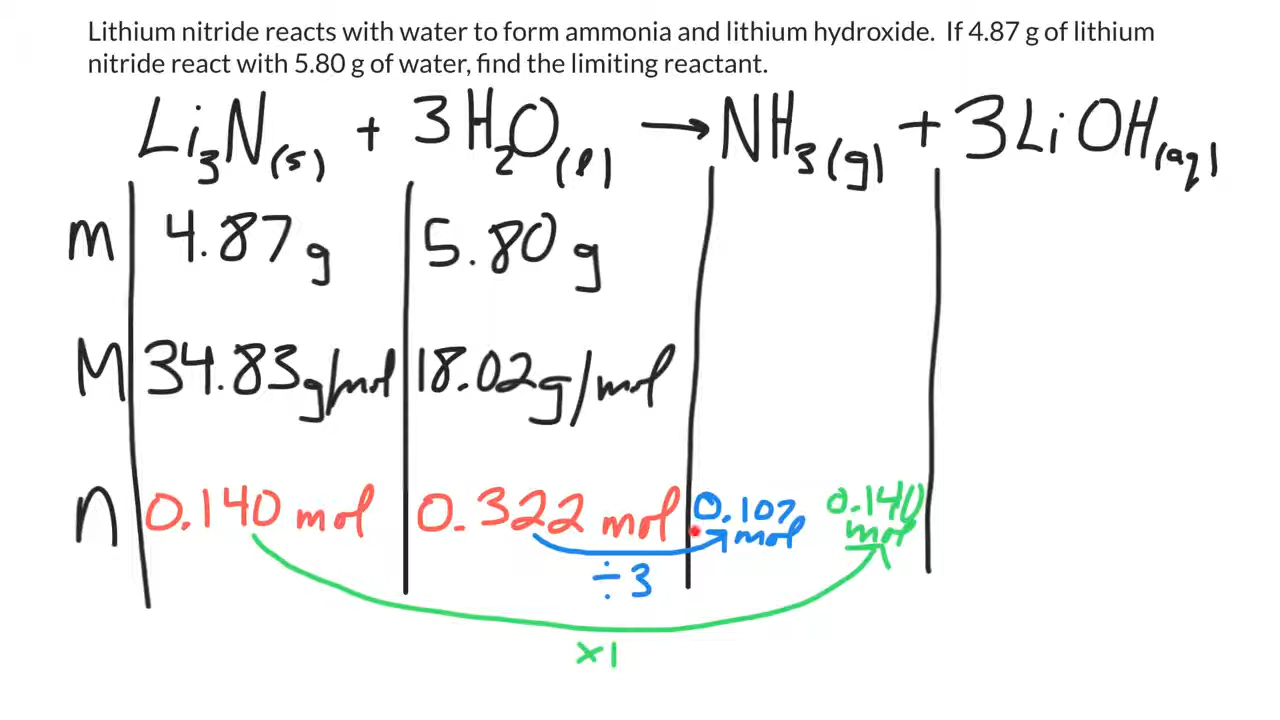 Lithium nitride reacts with water to form ammonia and lithium hydroxide. If 4.87 g of lithium
nitride react with 5.80 g of water, find the limiting reactant.
Li₃N(s) + 3H₂O(l) → NH₃(g) + 3LiOH(aq)
m 4.87 g 5.80 g
M 34.83 g/mol 18.02 g/mol
n 0.140 mol 0.322 mol 0.107 mol 0.140 mol
÷3
×1